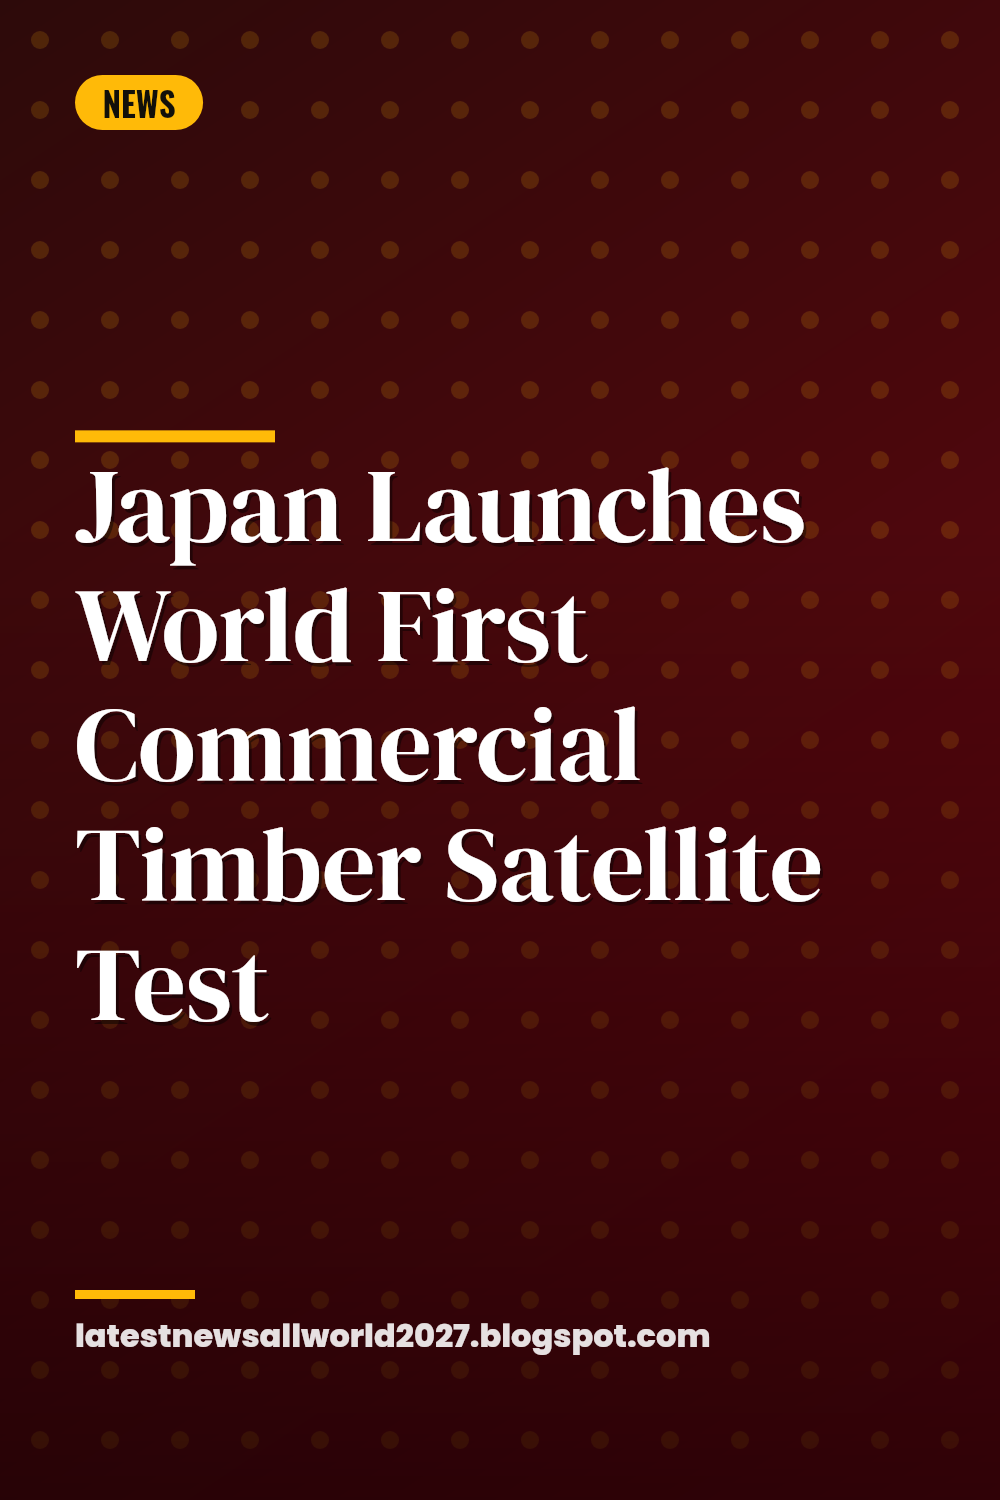 NEWS
Japan Launches
World First
Commercial
Timber Satellite
Test
latestnewsallworld2027.blogspot.com